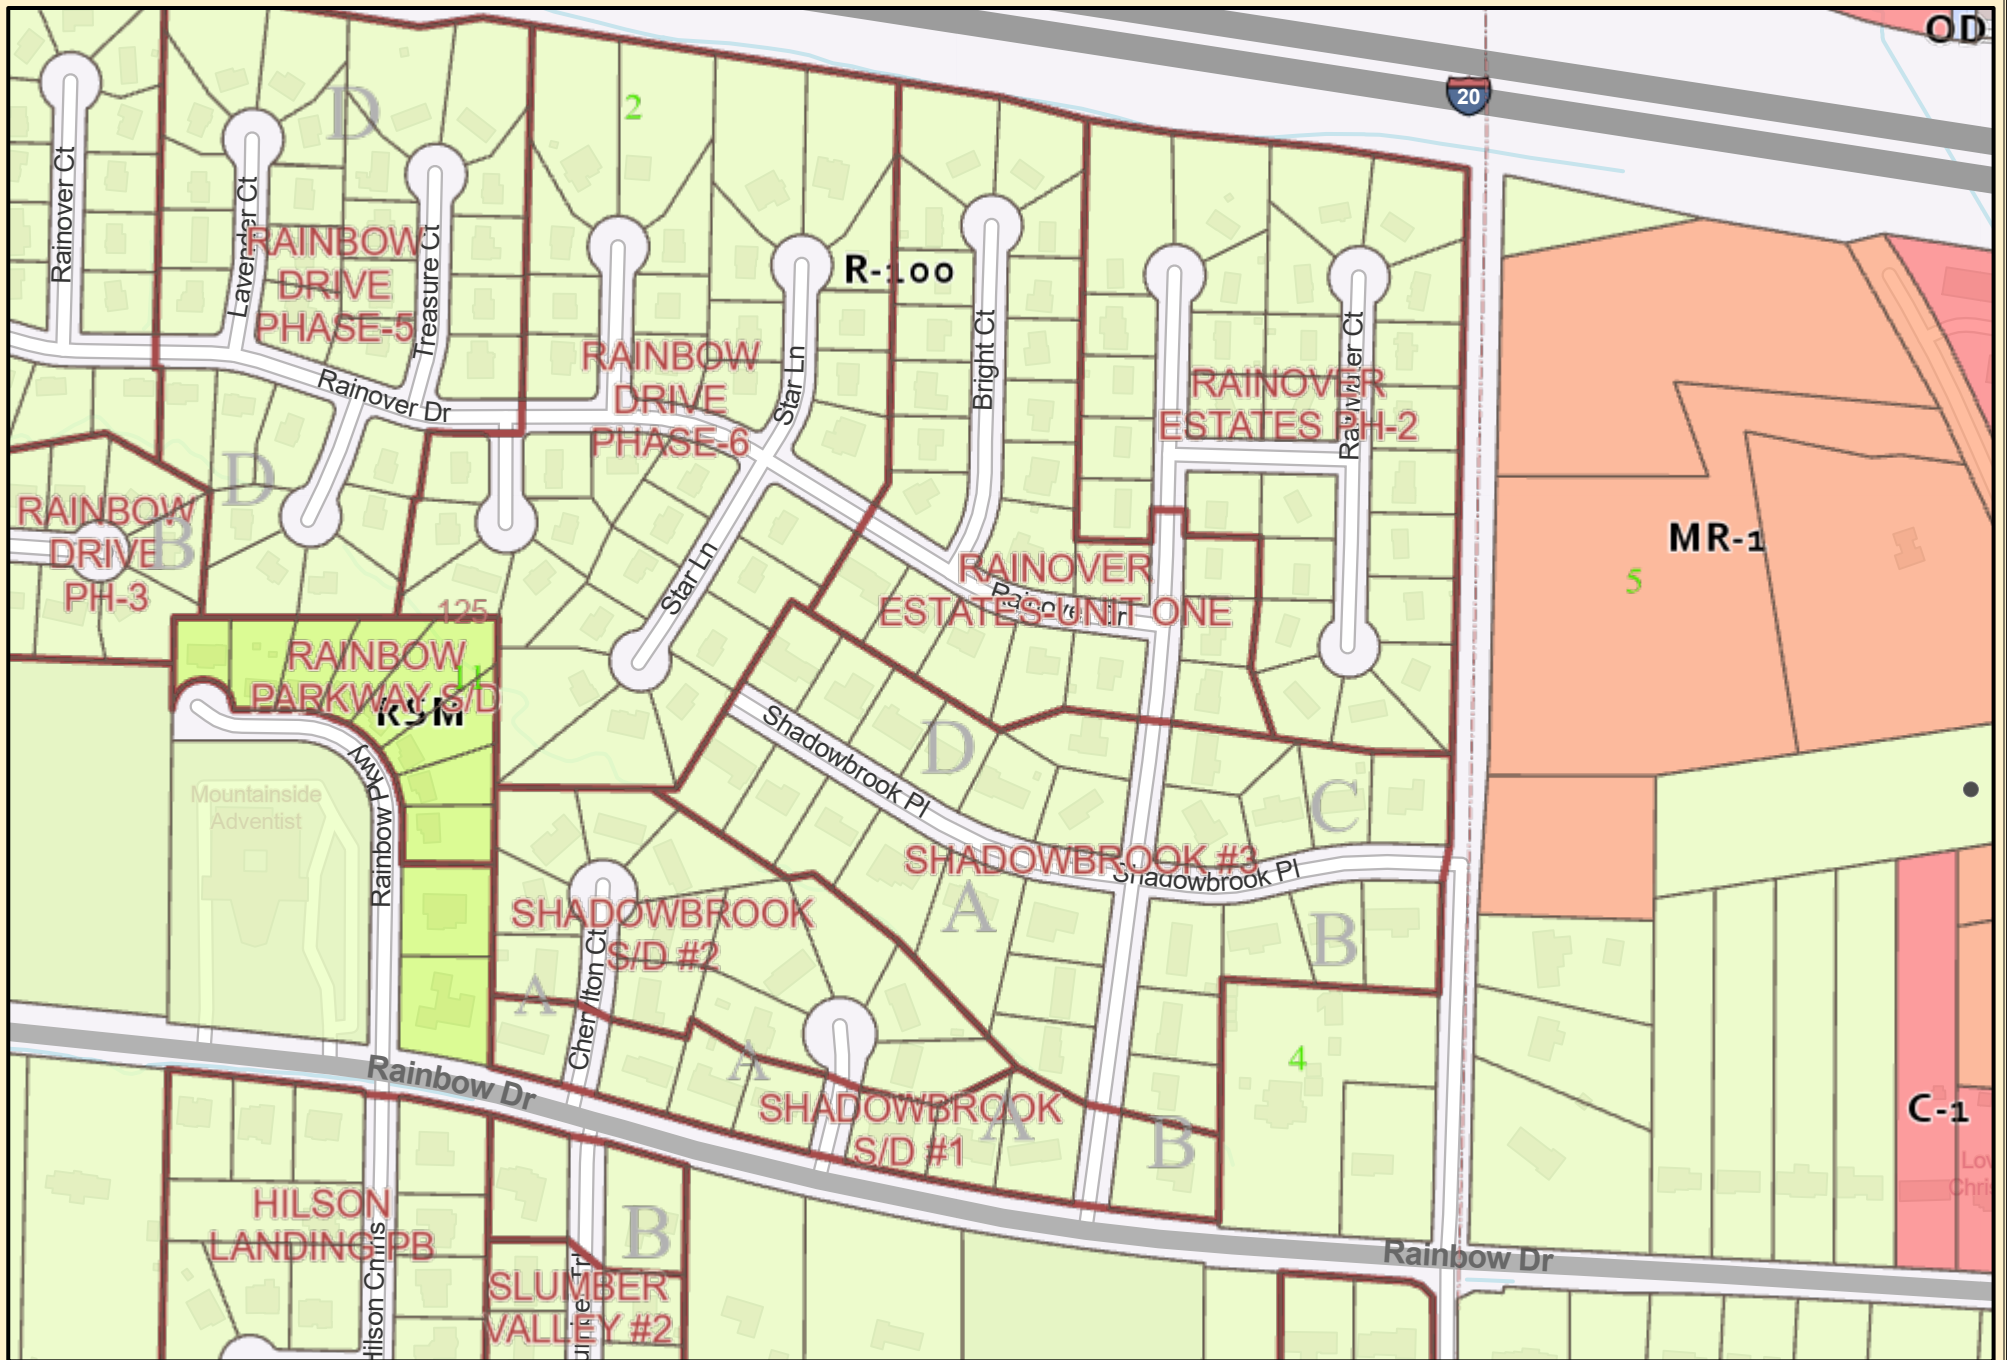 OD
20
D
2
Rainover Ct
Lavender Ct
RAINBOW
DRIVE
PHASE-5
Treasure Ct
R-100
Star Ln
Bright Ct
RAINBOW
DRIVE
PHASE-6
RAINOVER
ESTATES PH-2
Rainover Dr
D
RAINBOW
DRIVE
PH-3
B
MR-1
5
Star Ln
RAINOVER
ESTATES UNIT ONE
125
RAINBOW
PARKWAY S/D
11
RSM
Shadowbrook Pl
D
C
Mountainside
Adventist
Rainbow Pkwy
SHADOWBROOK #3
Shadowbrook Pl
A
B
SHADOWBROOK
S/D #2
A
Ct
A
4
Rainbow Dr
SHADOWBROOK
S/D #1
A
B
C-1
HILSON
LANDING PB
Hilson
B
Rainbow Dr
SLUMBER
VALLEY #2